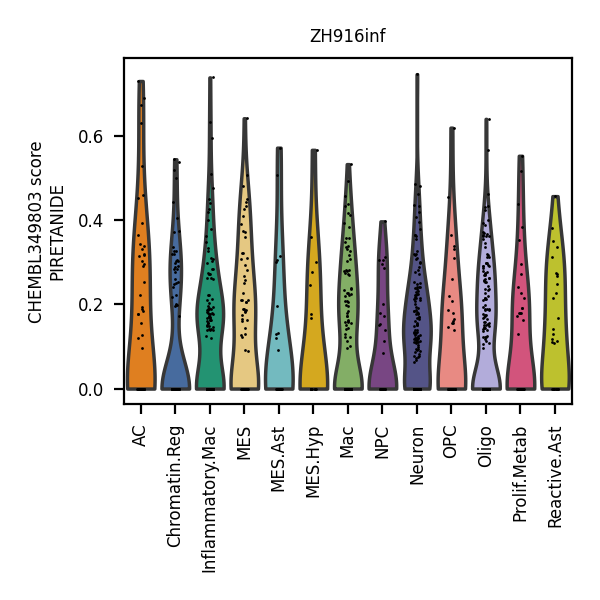 ZH916inf
CHEMBL349803 score
PIRETANIDE
0.6
0.4
0.2
0.0
AC
Chromatin.Reg
Inflammatory.Mac
MES
MES.Ast
MES.Hyp
Mac
NPC
Neuron
OPC
Oligo
Prolif.Metab
Reactive.Ast